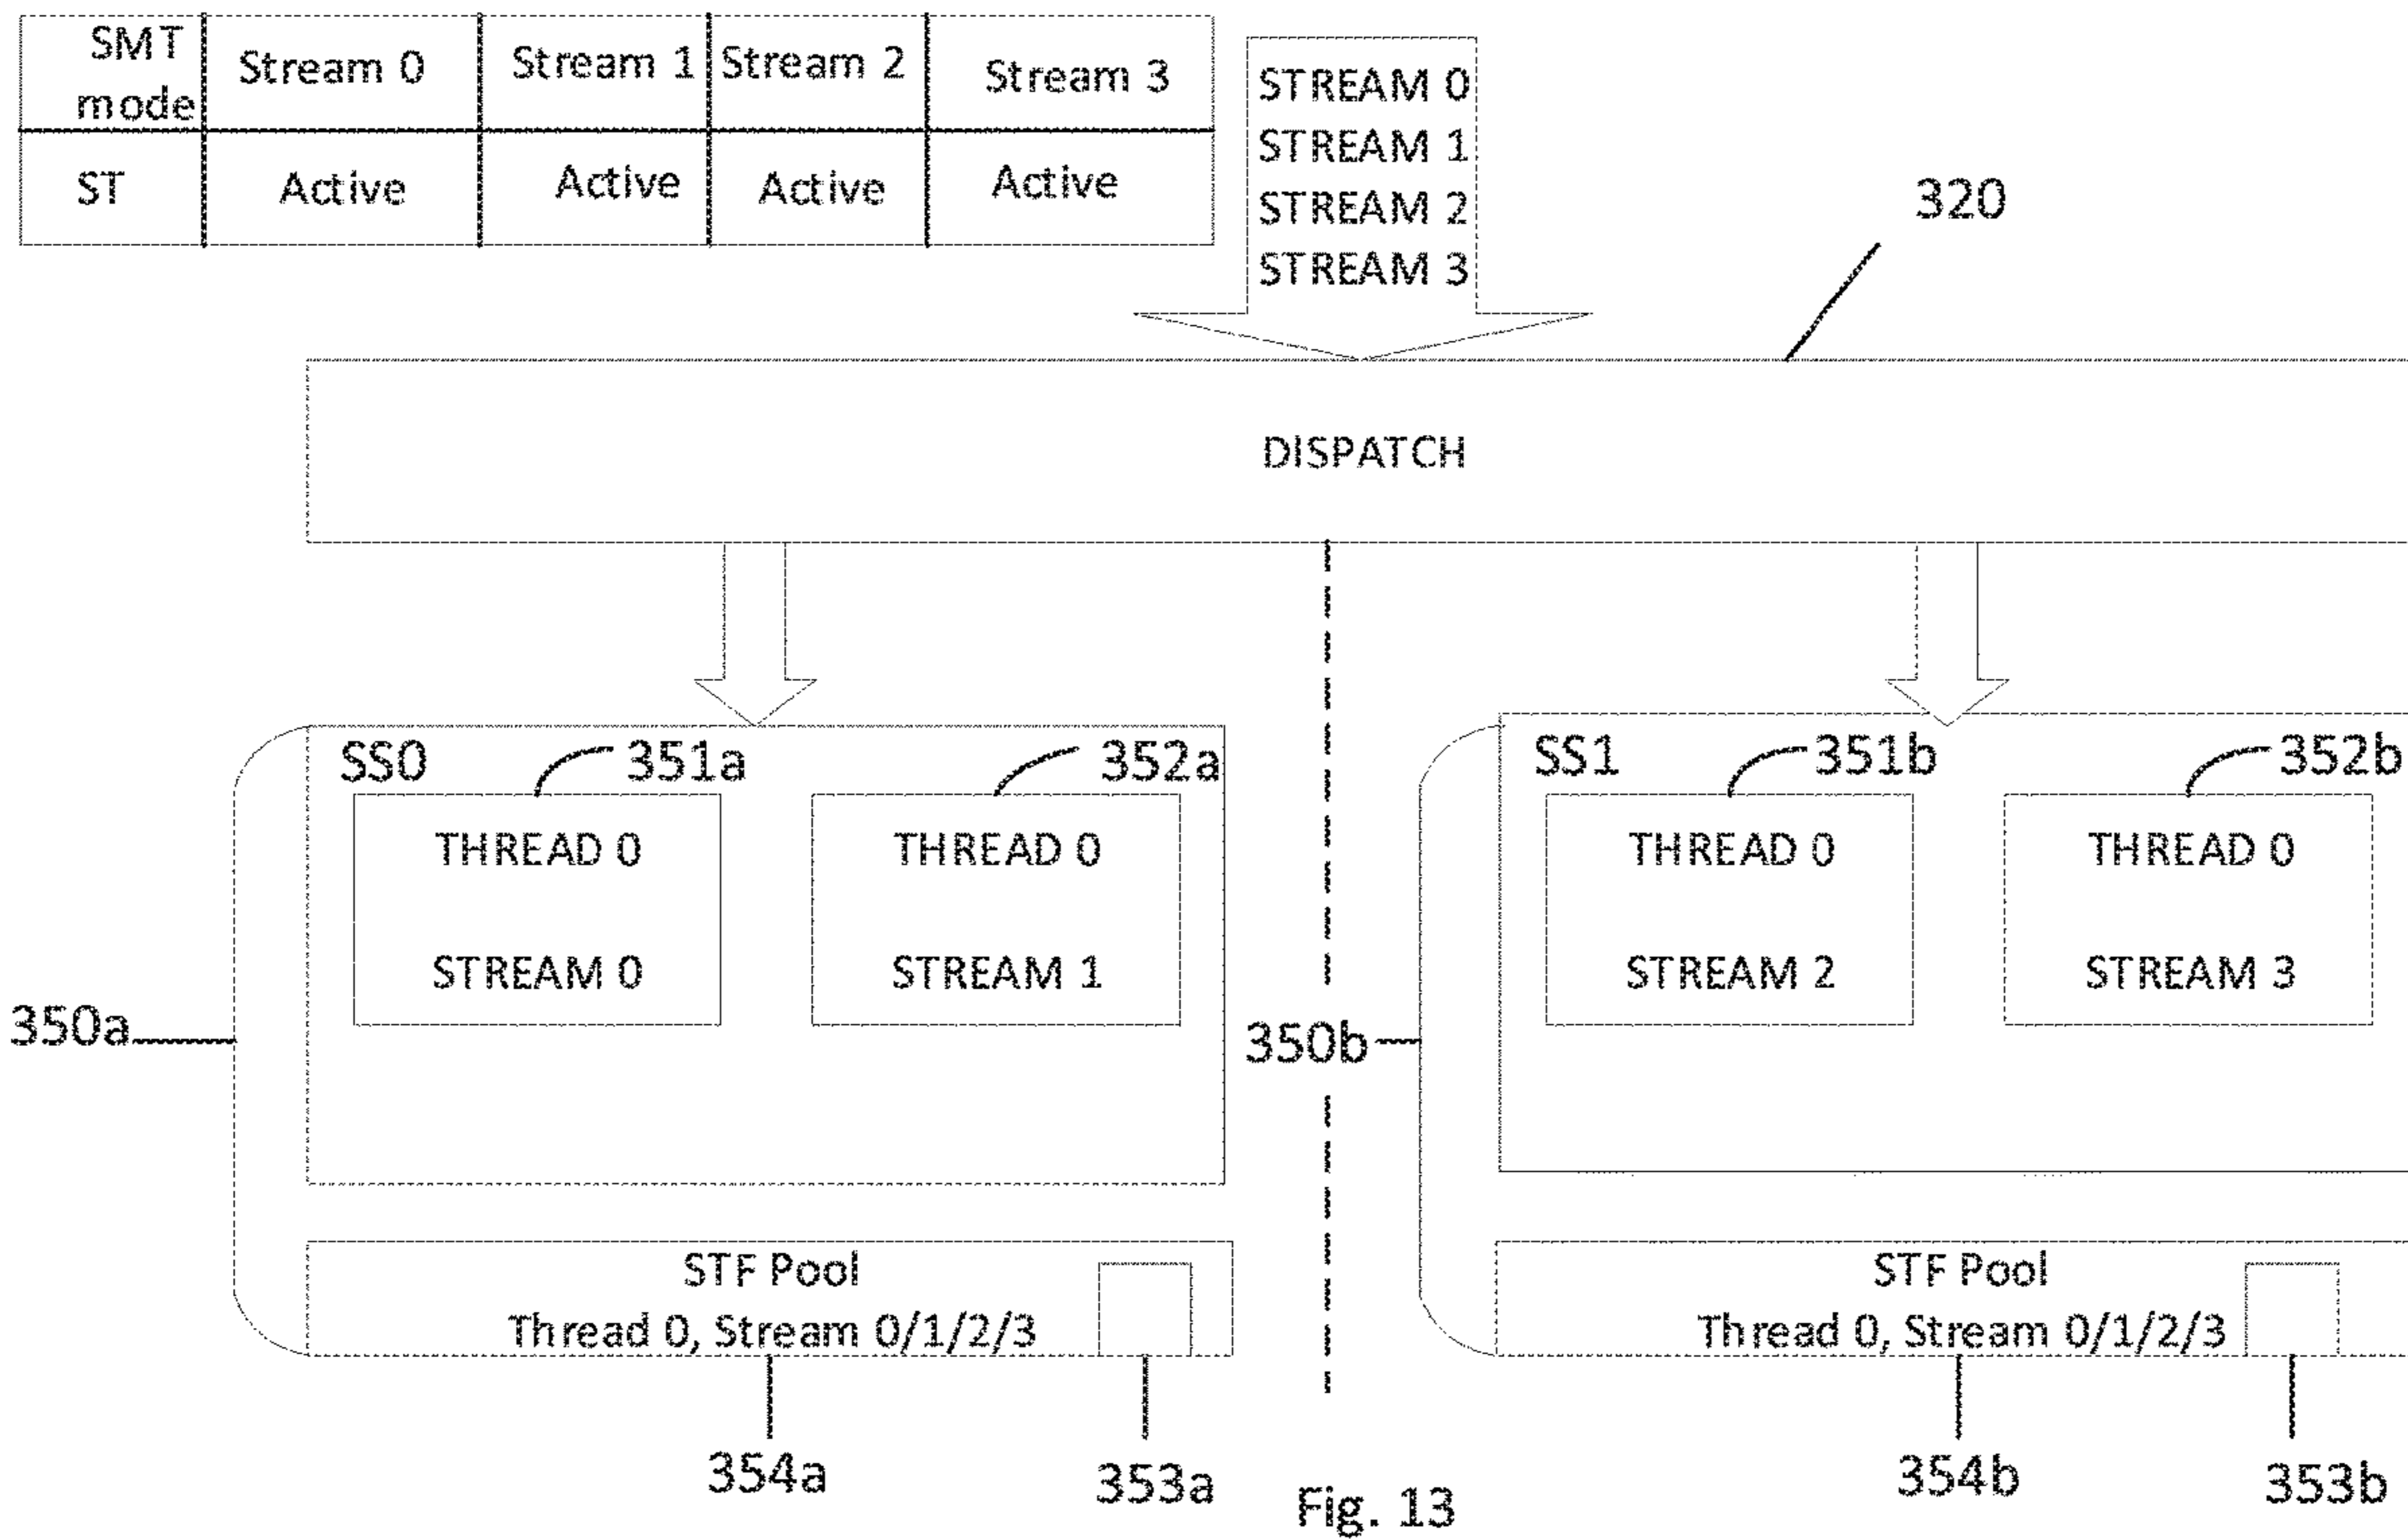 SMT mode Stream 0 Stream 1 Stream 2 Stream 3
ST Active Active Active Active
STREAM 0
STREAM 1
STREAM 2
STREAM 3
320
DISPATCH
SS0 351a 352a
THREAD 0 THREAD 0
STREAM 0 STREAM 1
350a
SS1 351b 352b
THREAD 0 THREAD 0
STREAM 2 STREAM 3
350b
STF Pool
Thread 0, Stream 0/1/2/3
354a 353a
STF Pool
Thread 0, Stream 0/1/2/3
354b 353b
Fig. 13